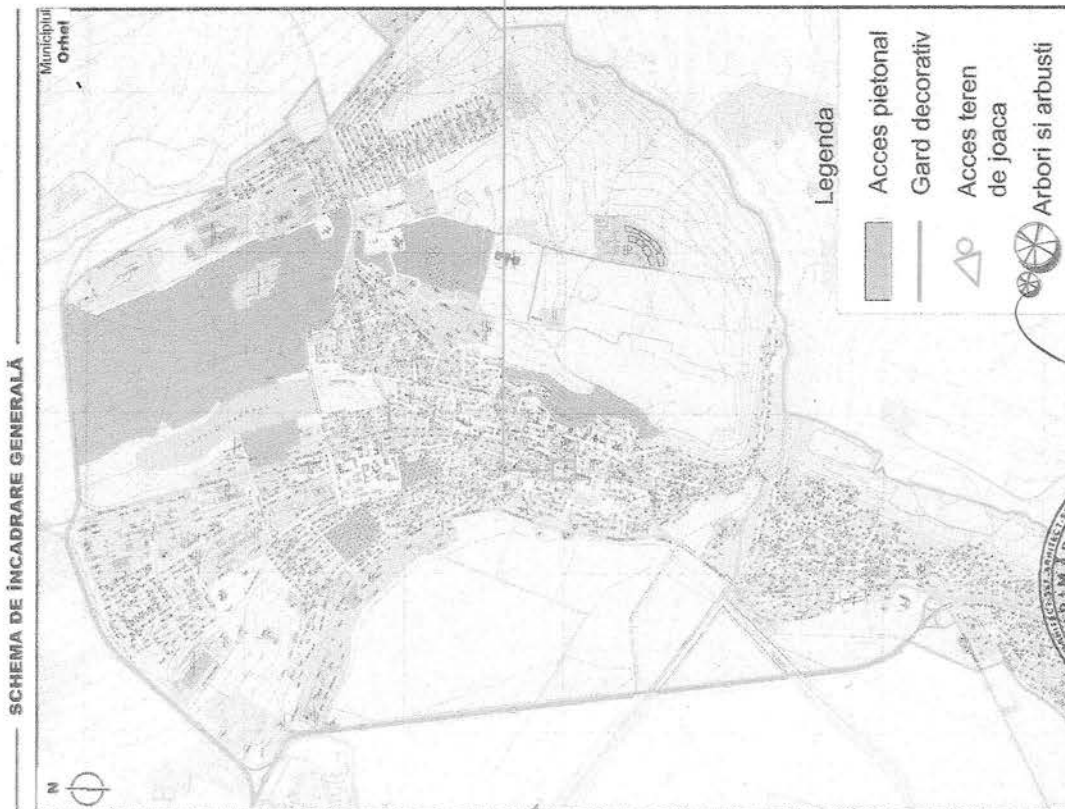 SCHEMA DE ÎNCADRARE GENERALĂ
Municipiul
Orhei
N
Legenda
Acces pietonal
Gard decorativ
Acces teren
de joaca
Arbori si arbusti